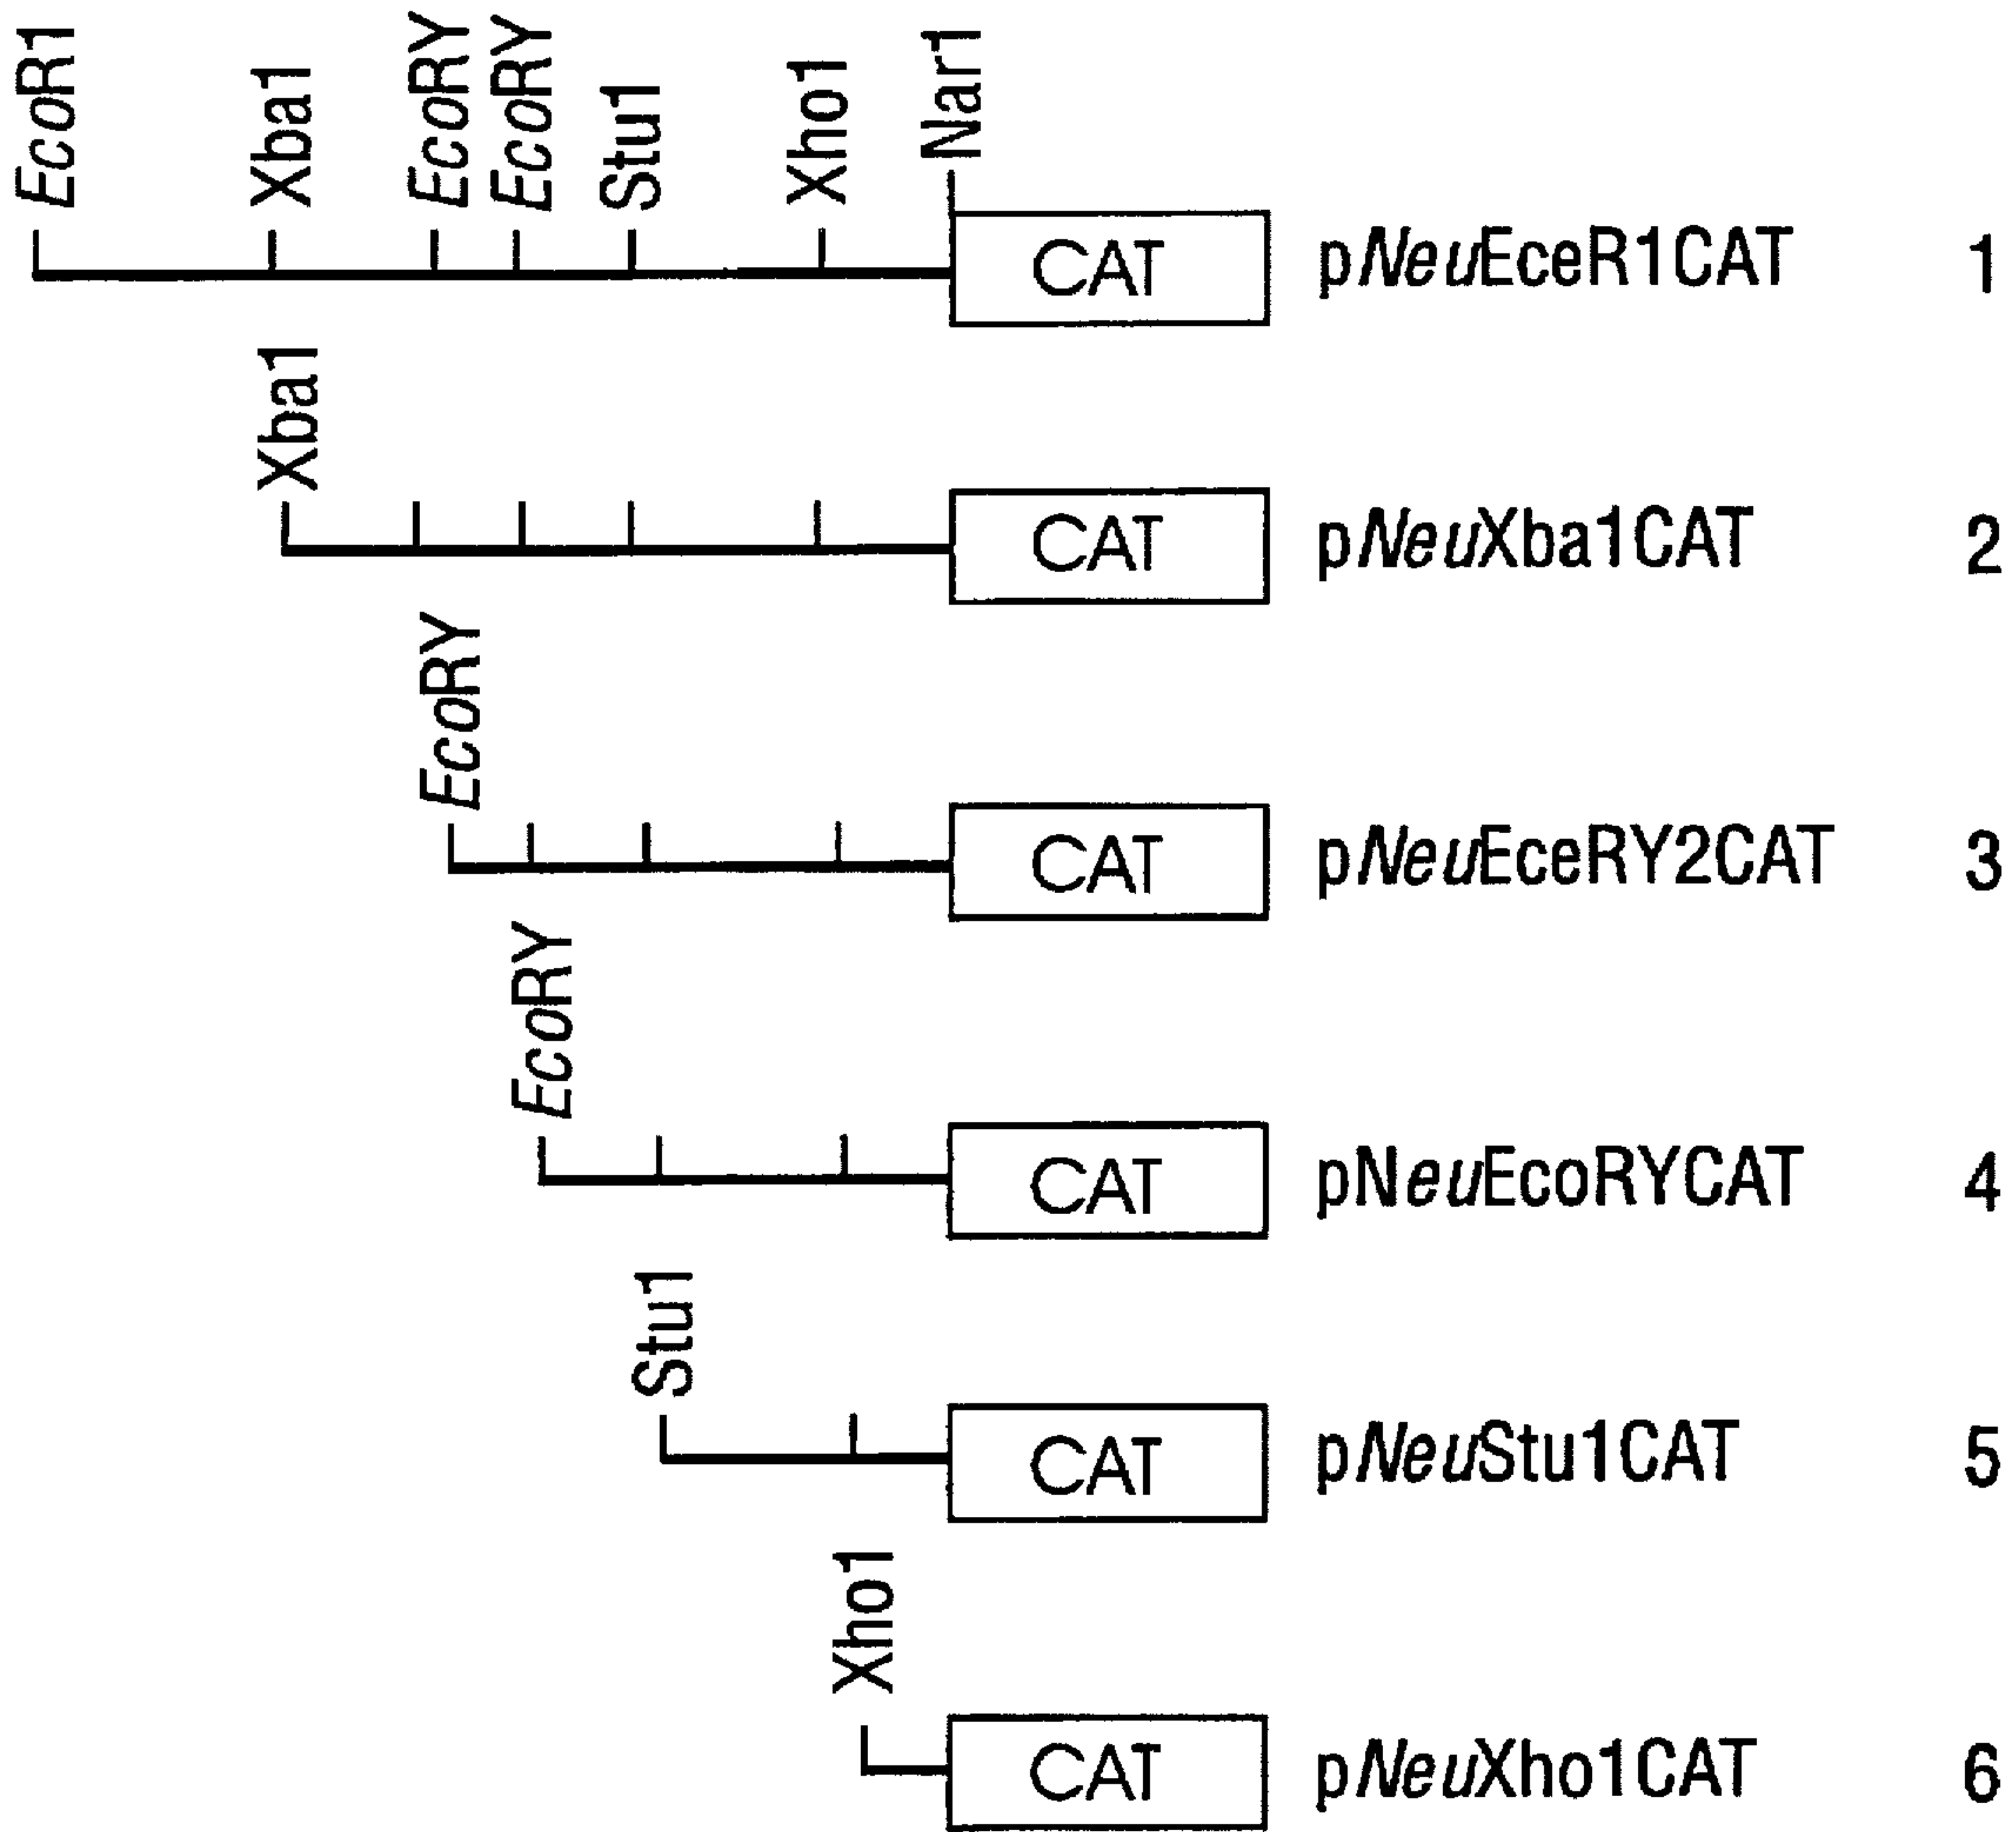 EcoR1 Xba1 EcoRY EcoRY Stu1 Xho1 Nar1
CAT pNeuEceR1CAT 1
Xba1
CAT pNeuXba1CAT 2
EcoRY
CAT pNeuEceRY2CAT 3
EcoRY
CAT pNeuEcoRYCAT 4
Stu1
CAT pNeuStu1CAT 5
Xho1
CAT pNeuXho1CAT 6